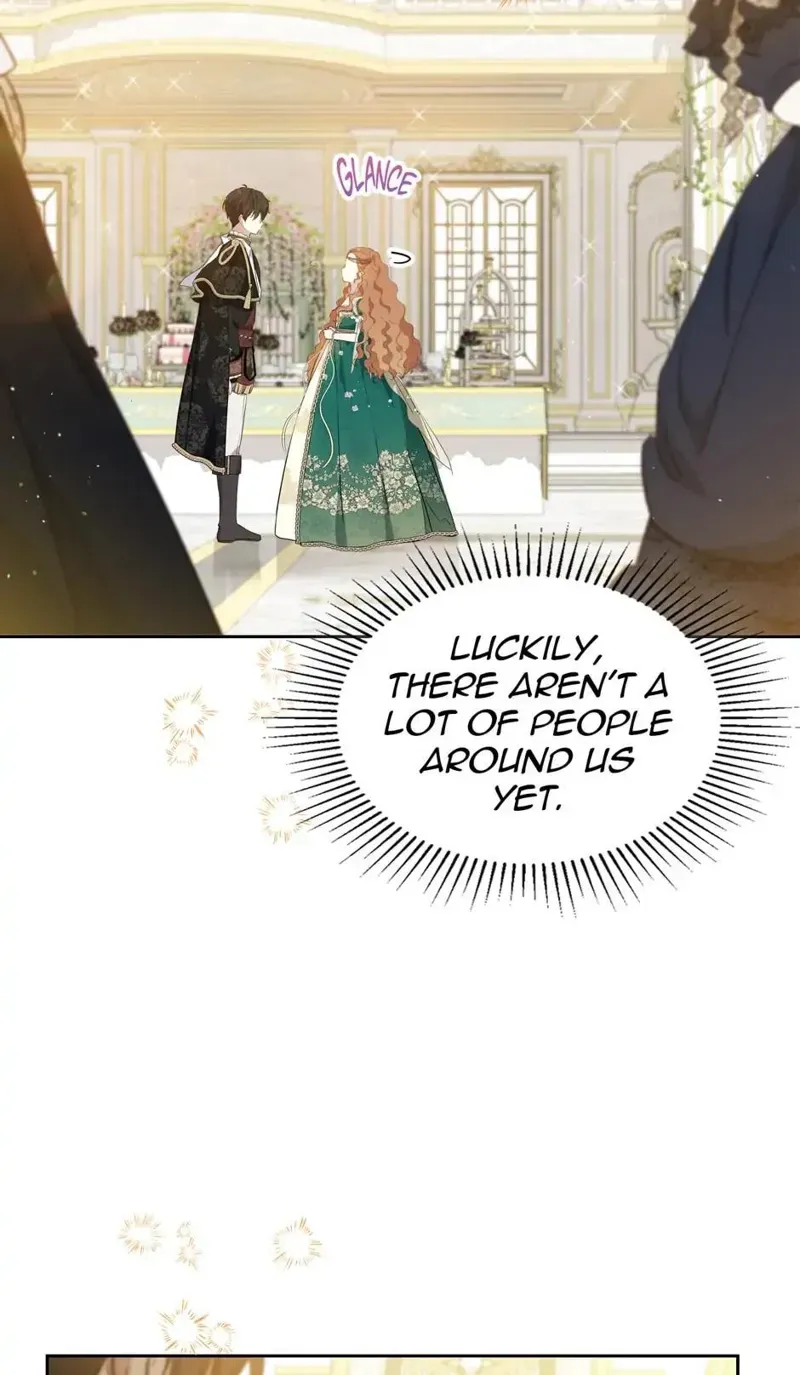 GLANCE
LUCKILY,
THERE AREN'T A
LOT OF PEOPLE
AROUND US
YET.